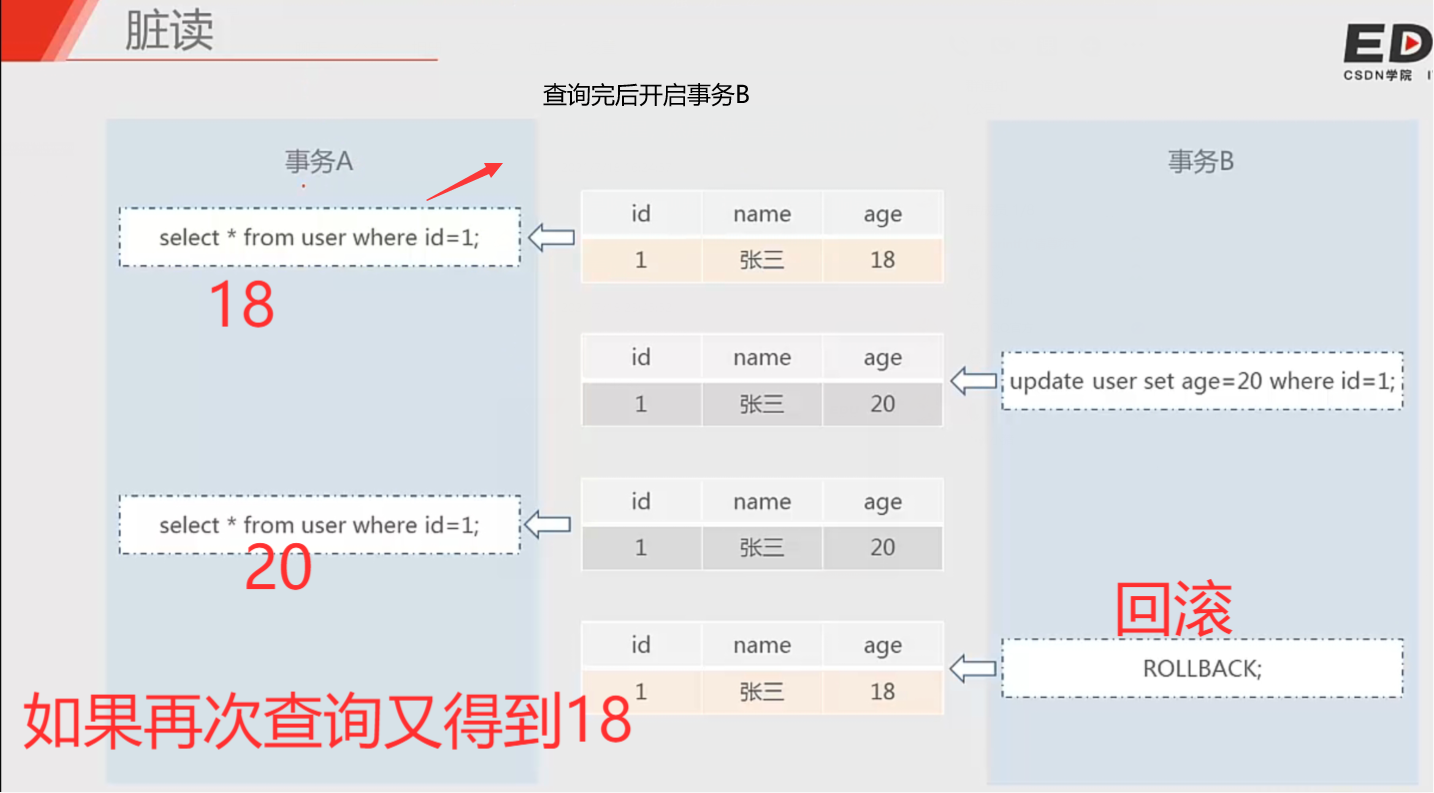 脏读
ED
CSDN学院
查询完后开启事务B
事务A
事务B
select * from user where id=1;
id name age
1 张三 18
18
id name age
1 张三 20
update user set age=20 where id=1;
select * from user where id=1;
id name age
1 张三 20
20
回滚
id name age
1 张三 18
ROLLBACK;
如果再次查询又得到18